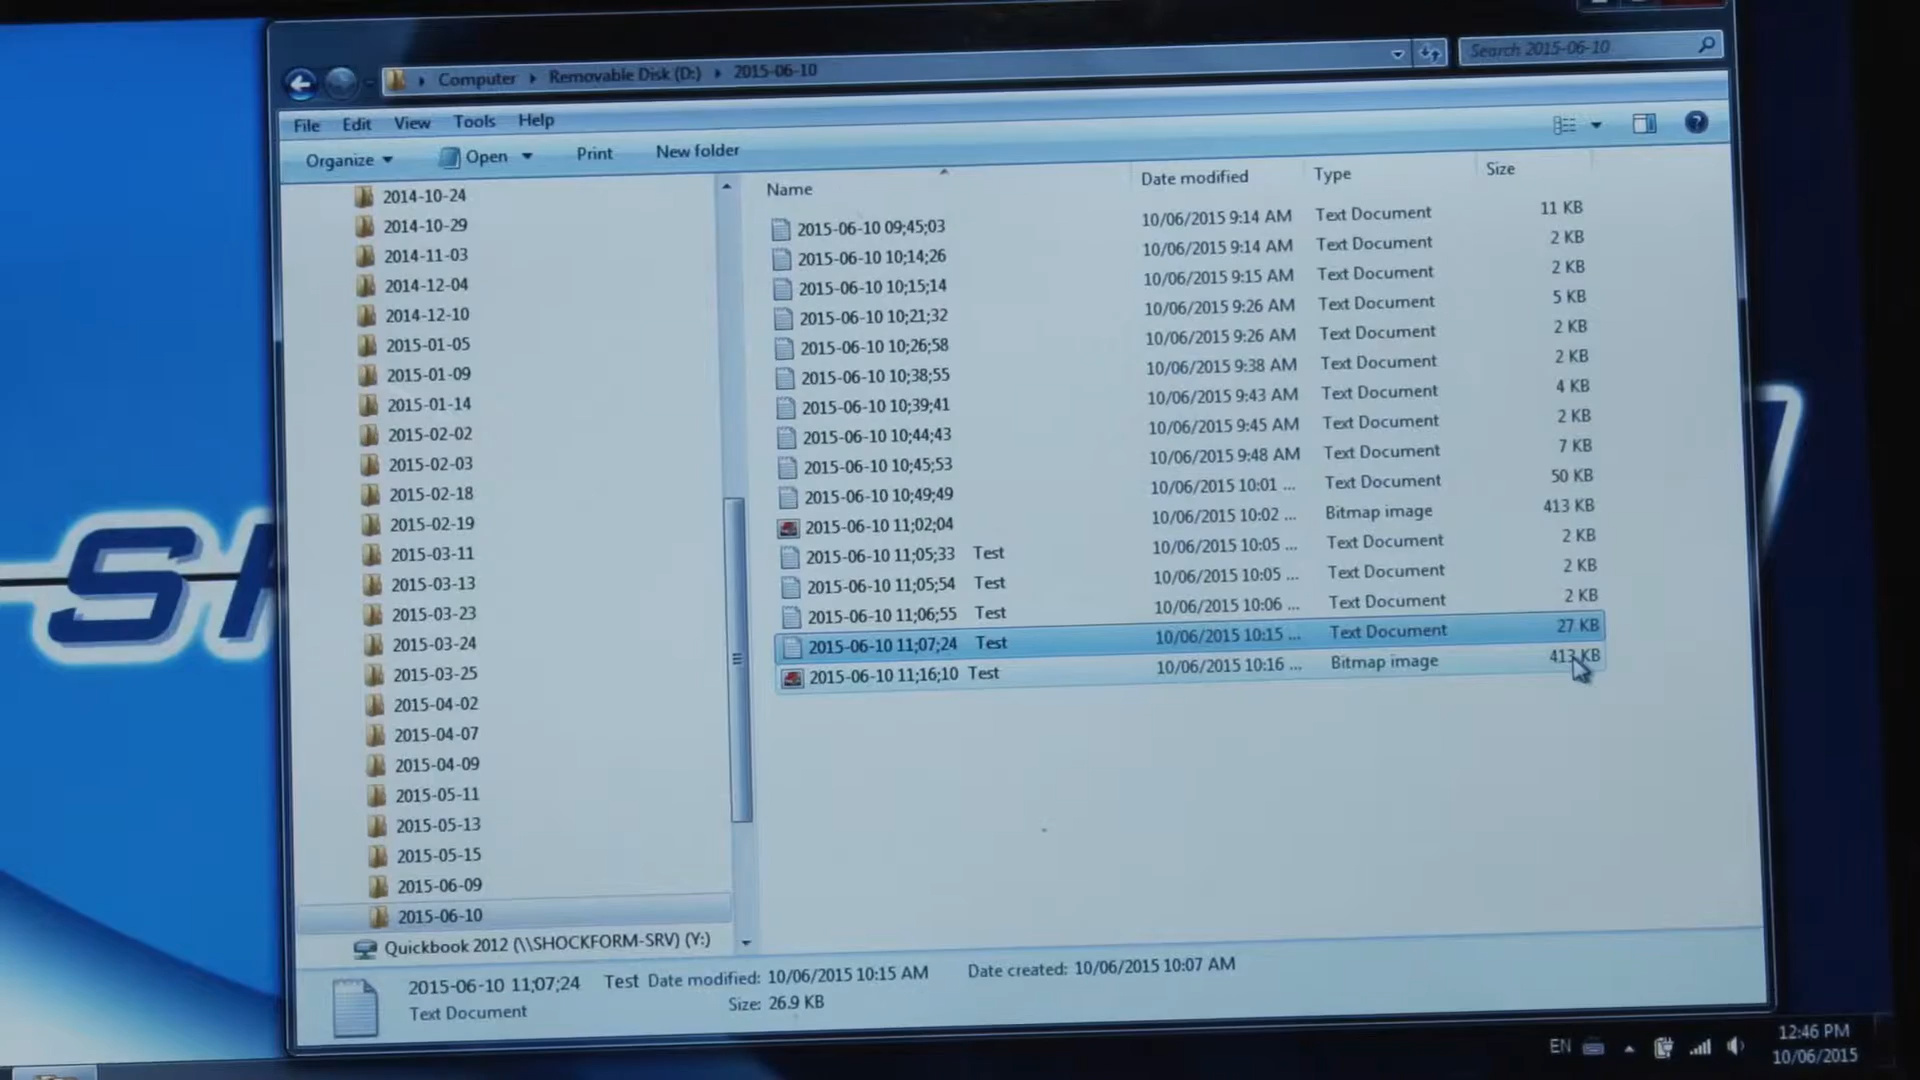 Computer ▸ Removable Disk (D:) ▸ 2015-06-10
Search 2015-06-10
File Edit View Tools Help
Organize Open Print New folder
2014-10-24
2014-10-29
2014-11-03
2014-12-04
2014-12-10
2015-01-05
2015-01-09
2015-01-14
2015-02-02
2015-02-03
2015-02-18
2015-02-19
2015-03-11
2015-03-13
2015-03-23
2015-03-24
2015-03-25
2015-04-02
2015-04-07
2015-04-09
2015-05-11
2015-05-13
2015-05-15
2015-06-09
2015-06-10
Quickbook 2012 (\\SHOCKFORM-SRV) (Y:)
Name Date modified Type Size
2015-06-10 09;45;03 10/06/2015 9:14 AM Text Document 11 KB
2015-06-10 10;14;26 10/06/2015 9:14 AM Text Document 2 KB
2015-06-10 10;15;14 10/06/2015 9:15 AM Text Document 2 KB
2015-06-10 10;21;32 10/06/2015 9:26 AM Text Document 5 KB
2015-06-10 10;26;58 10/06/2015 9:26 AM Text Document 2 KB
2015-06-10 10;38;55 10/06/2015 9:38 AM Text Document 2 KB
2015-06-10 10;39;41 10/06/2015 9:43 AM Text Document 4 KB
2015-06-10 10;44;43 10/06/2015 9:45 AM Text Document 2 KB
2015-06-10 10;45;53 10/06/2015 9:48 AM Text Document 7 KB
2015-06-10 10;49;49 10/06/2015 10:01 ... Text Document 50 KB
2015-06-10 11;02;04 10/06/2015 10:02 ... Bitmap image 413 KB
2015-06-10 11;05;33 Test 10/06/2015 10:05 ... Text Document 2 KB
2015-06-10 11;05;54 Test 10/06/2015 10:05 ... Text Document 2 KB
2015-06-10 11;06;55 Test 10/06/2015 10:06 ... Text Document 2 KB
2015-06-10 11;07;24 Test 10/06/2015 10:15 ... Text Document 27 KB
2015-06-10 11;16;10 Test 10/06/2015 10:16 ... Bitmap image 413 KB
2015-06-10 11;07;24 Test Date modified: 10/06/2015 10:15 AM Date created: 10/06/2015 10:07 AM
Text Document Size: 26.9 KB
SH
EN
12:46 PM
10/06/2015